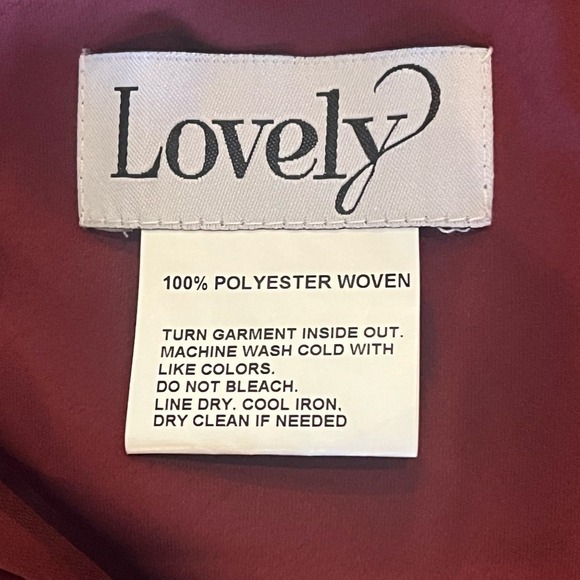 Lovely
100% POLYESTER WOVEN
TURN GARMENT INSIDE OUT.
MACHINE WASH COLD WITH
LIKE COLORS.
DO NOT BLEACH.
LINE DRY. COOL IRON,
DRY CLEAN IF NEEDED